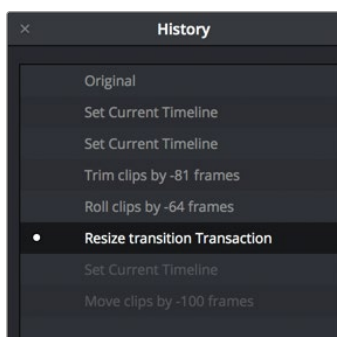 History
Original
Set Current Timeline
Set Current Timeline
Trim clips by -81 frames
Roll clips by -64 frames
Resize transition Transaction
Set Current Timeline
Move clips by -100 frames